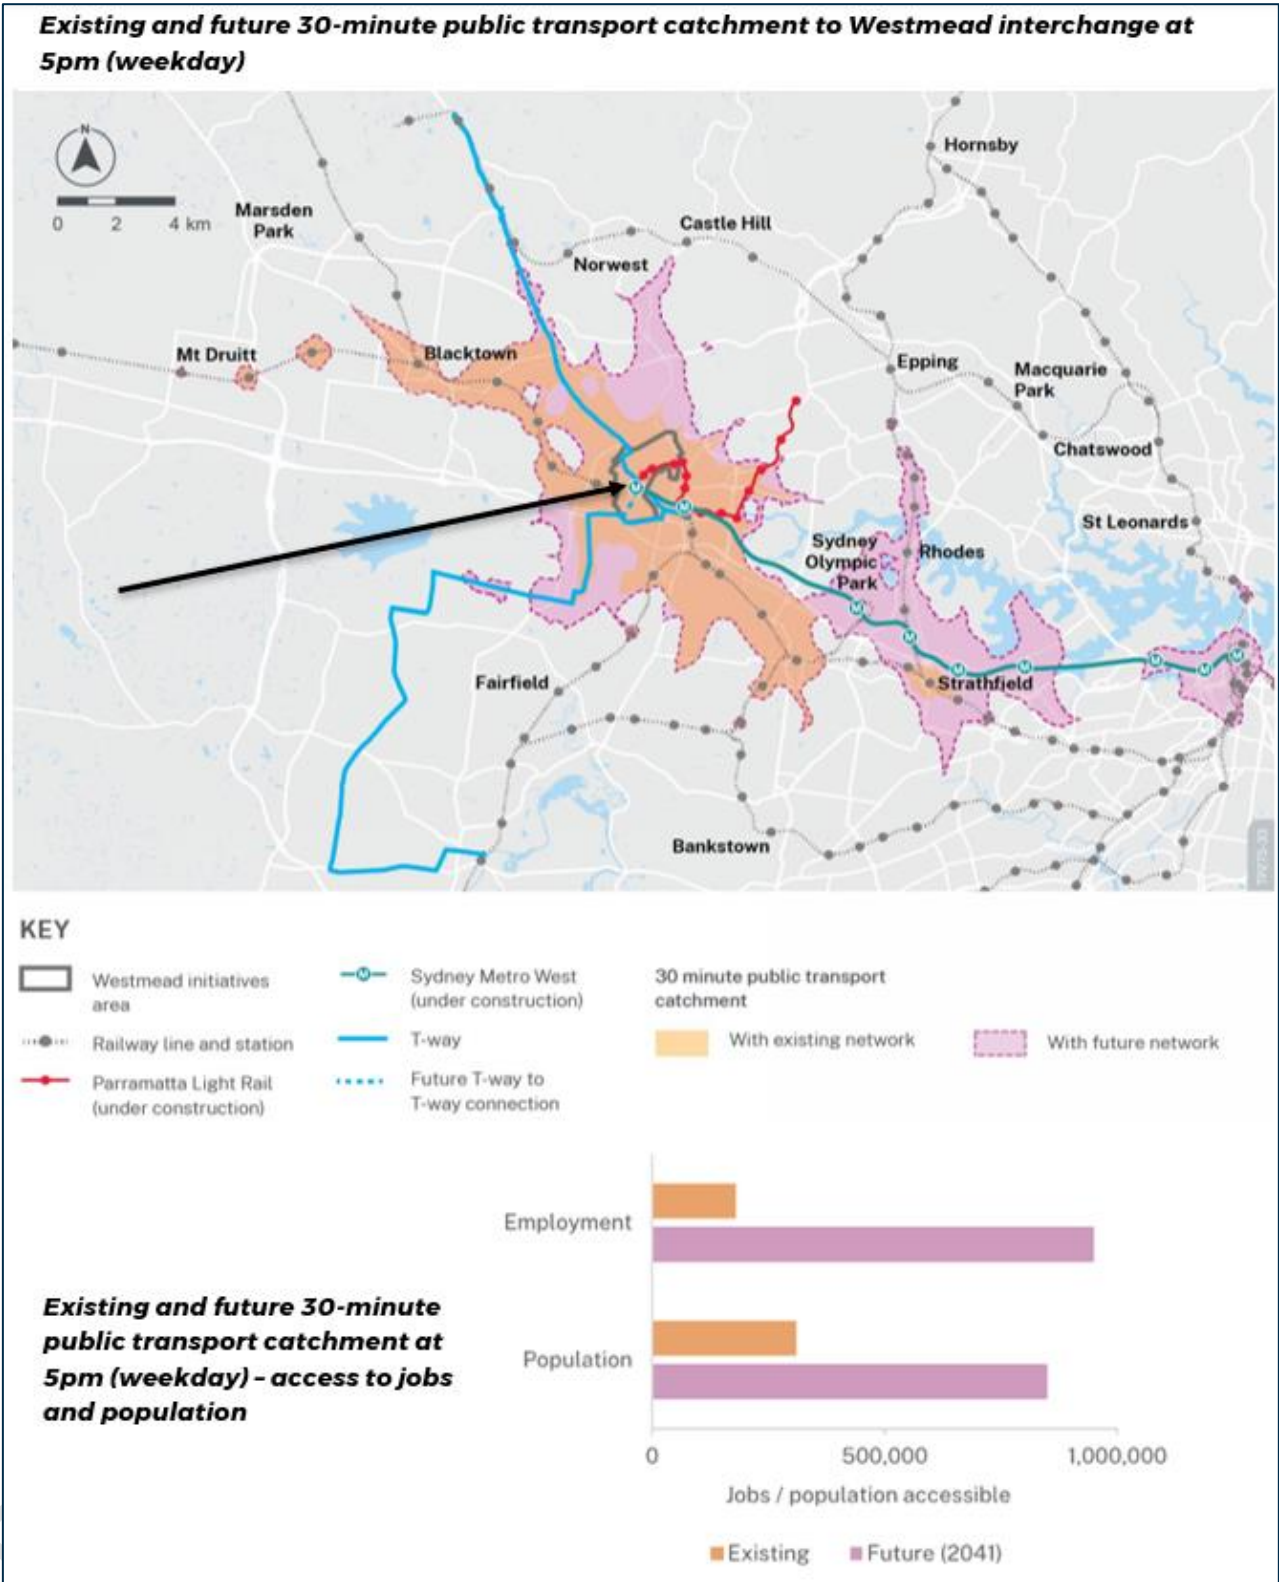 Existing and future 30-minute public transport catchment to Westmead interchange at
5pm (weekday)
N
0 2 4 km
Marsden
Park
Hornsby
Castle Hill
Norwest
Mt Druitt
Blacktown
Epping
Macquarie
Park
Chatswood
St Leonards
M
M
Sydney
Olympic
Park
Rhodes
M
M
M
M
M
M
M
Strathfield
Fairfield
Bankstown
KEY
Westmead initiatives
area
Railway line and station
Parramatta Light Rail
(under construction)
M
Sydney Metro West
(under construction)
T-way
Future T-way to
T-way connection
30 minute public transport
catchment
With existing network
With future network
Employment
Population
0 500,000 1,000,000
Jobs / population accessible
Existing Future (2041)
Existing and future 30-minute
public transport catchment at
5pm (weekday) – access to jobs
and population